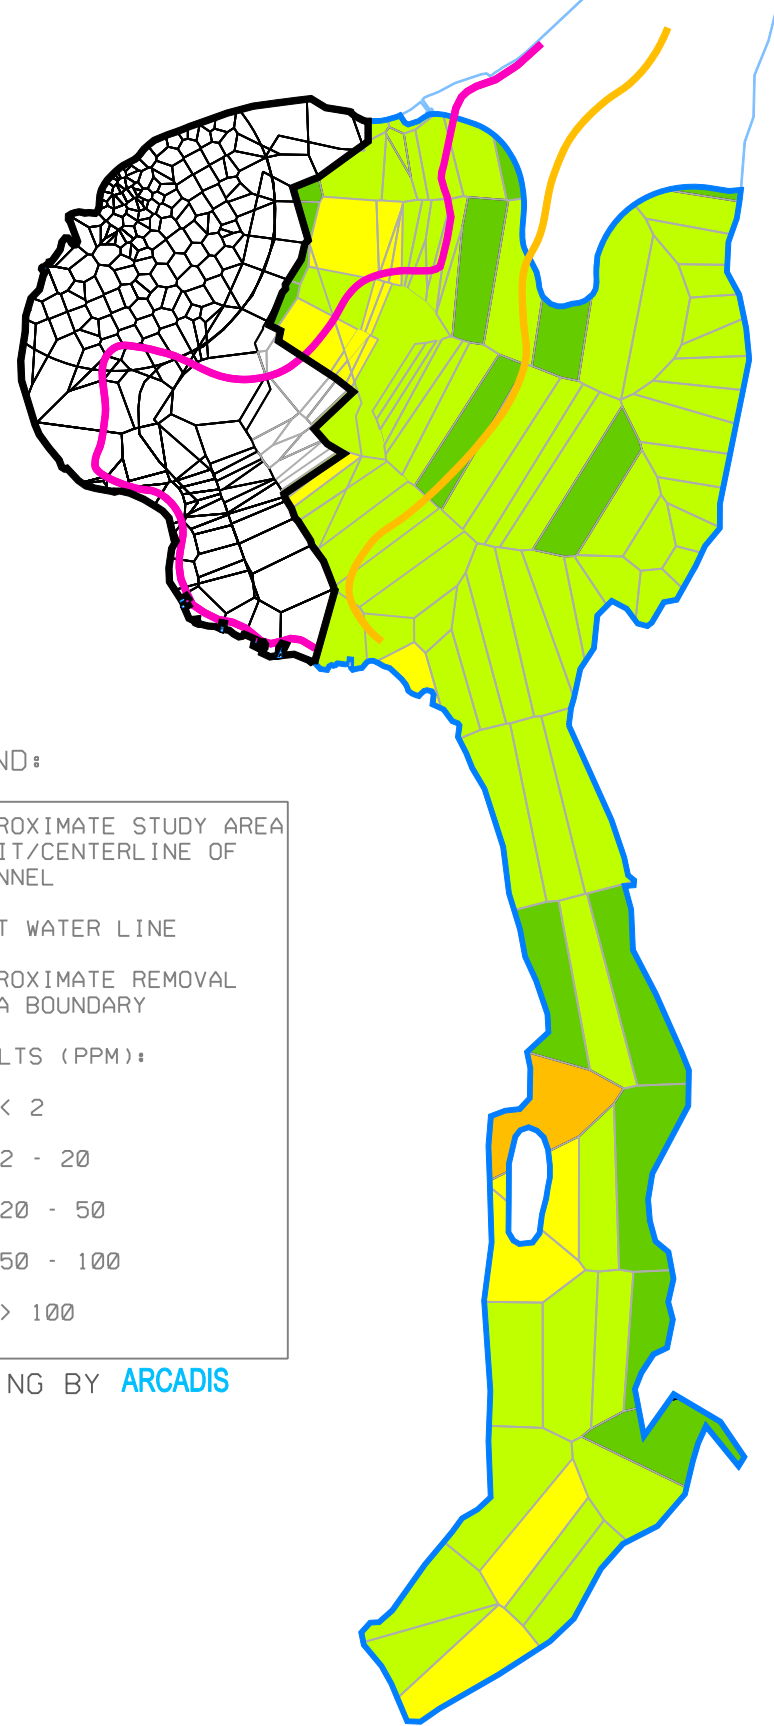 ND:
ROXIMATE STUDY AREA
IT/CENTERLINE OF
NNEL
T WATER LINE
ROXIMATE REMOVAL
A BOUNDARY
LTS (PPM):
< 2
2 - 20
20 - 50
50 - 100
> 100
NG BY ARCADIS